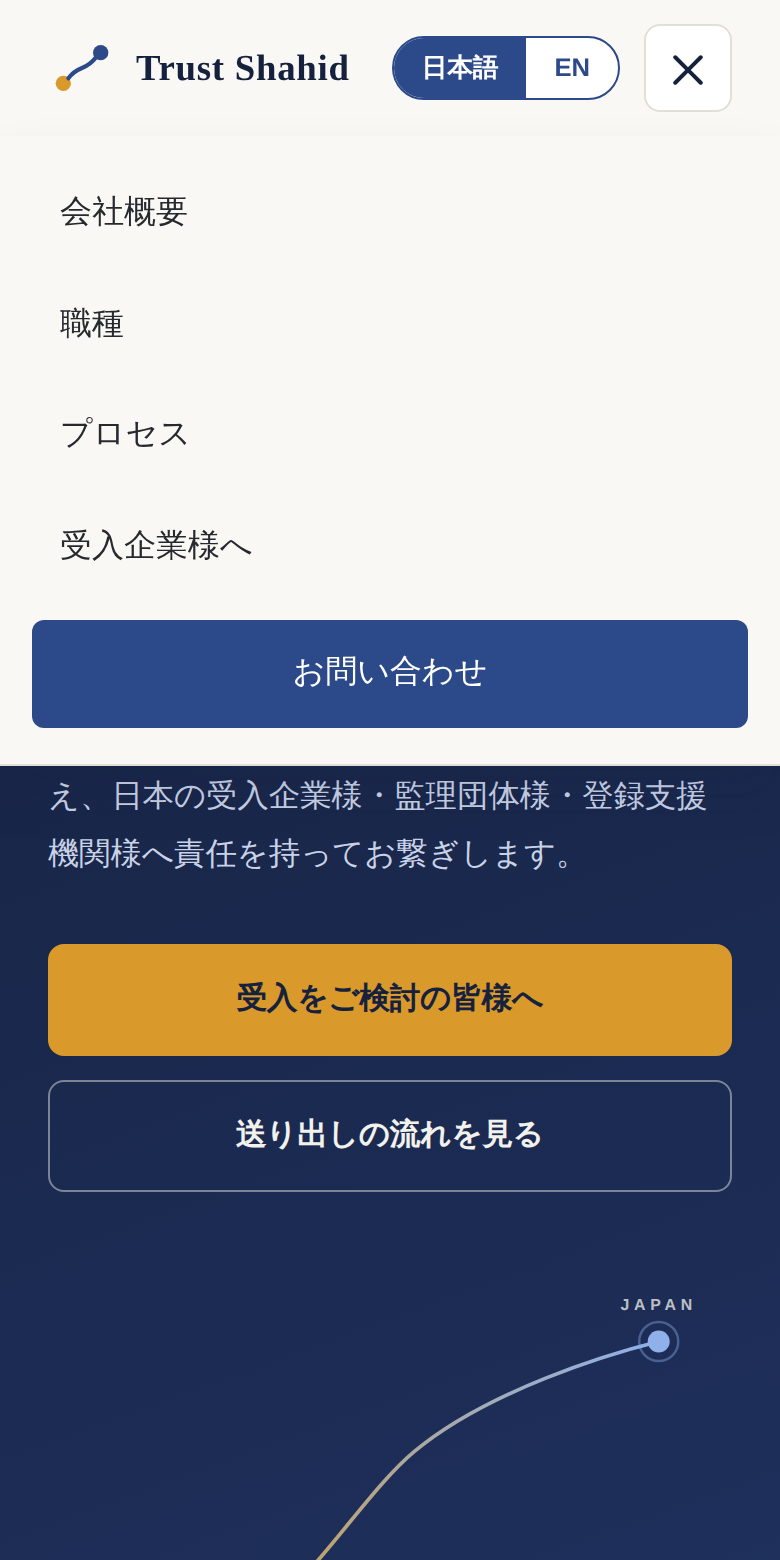 Trust Shahid
日本語
EN
会社概要
職種
プロセス
受入企業様へ
お問い合わせ
え、日本の受入企業様・監理団体様・登録支援
機関様へ責任を持ってお繋ぎします。
受入をご検討の皆様へ
送り出しの流れを見る
JAPAN